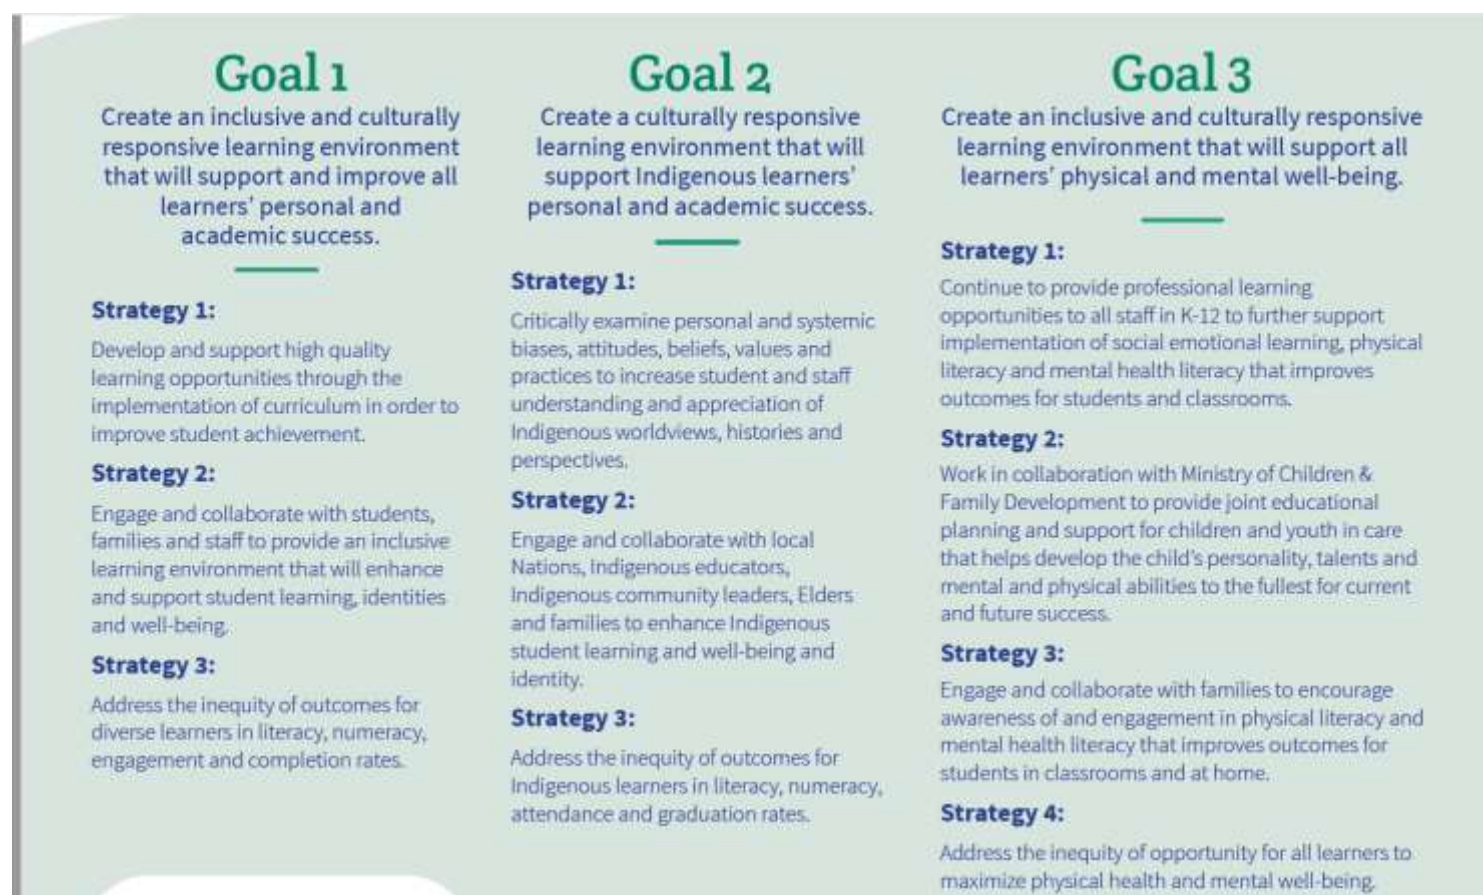 Goal 1
Create an inclusive and culturally
responsive learning environment
that will support and improve all
learners' personal and
academic success.
Strategy 1:
Develop and support high quality
learning opportunities through the
implementation of curriculum in order to
improve student achievement.
Strategy 2:
Engage and collaborate with students,
families and staff to provide an inclusive
learning environment that will enhance
and support student learning, identities
and well-being.
Strategy 3:
Address the inequity of outcomes for
diverse learners in literacy, numeracy,
engagement and completion rates.
Goal 2
Create a culturally responsive
learning environment that will
support Indigenous learners'
personal and academic success.
Strategy 1:
Critically examine personal and systemic
biases, attitudes, beliefs, values and
practices to increase student and staff
understanding and appreciation of
Indigenous worldviews, histories and
perspectives.
Strategy 2:
Engage and collaborate with local
Nations, Indigenous educators,
Indigenous community leaders, Elders
and families to enhance Indigenous
student learning and well-being and
identity.
Strategy 3:
Address the inequity of outcomes for
Indigenous learners in literacy, numeracy,
attendance and graduation rates.
Goal 3
Create an inclusive and culturally responsive
learning environment that will support all
learners' physical and mental well-being.
Strategy 1:
Continue to provide professional learning
opportunities to all staff in K-12 to further support
implementation of social emotional learning, physical
literacy and mental health literacy that improves
outcomes for students and classrooms.
Strategy 2:
Work in collaboration with Ministry of Children &
Family Development to provide joint educational
planning and support for children and youth in care
that helps develop the child's personality, talents and
mental and physical abilities to the fullest for current
and future success.
Strategy 3:
Engage and collaborate with families to encourage
awareness of and engagement in physical literacy and
mental health literacy that improves outcomes for
students in classrooms and at home.
Strategy 4:
Address the inequity of opportunity for all learners to
maximize physical health and mental well-being.